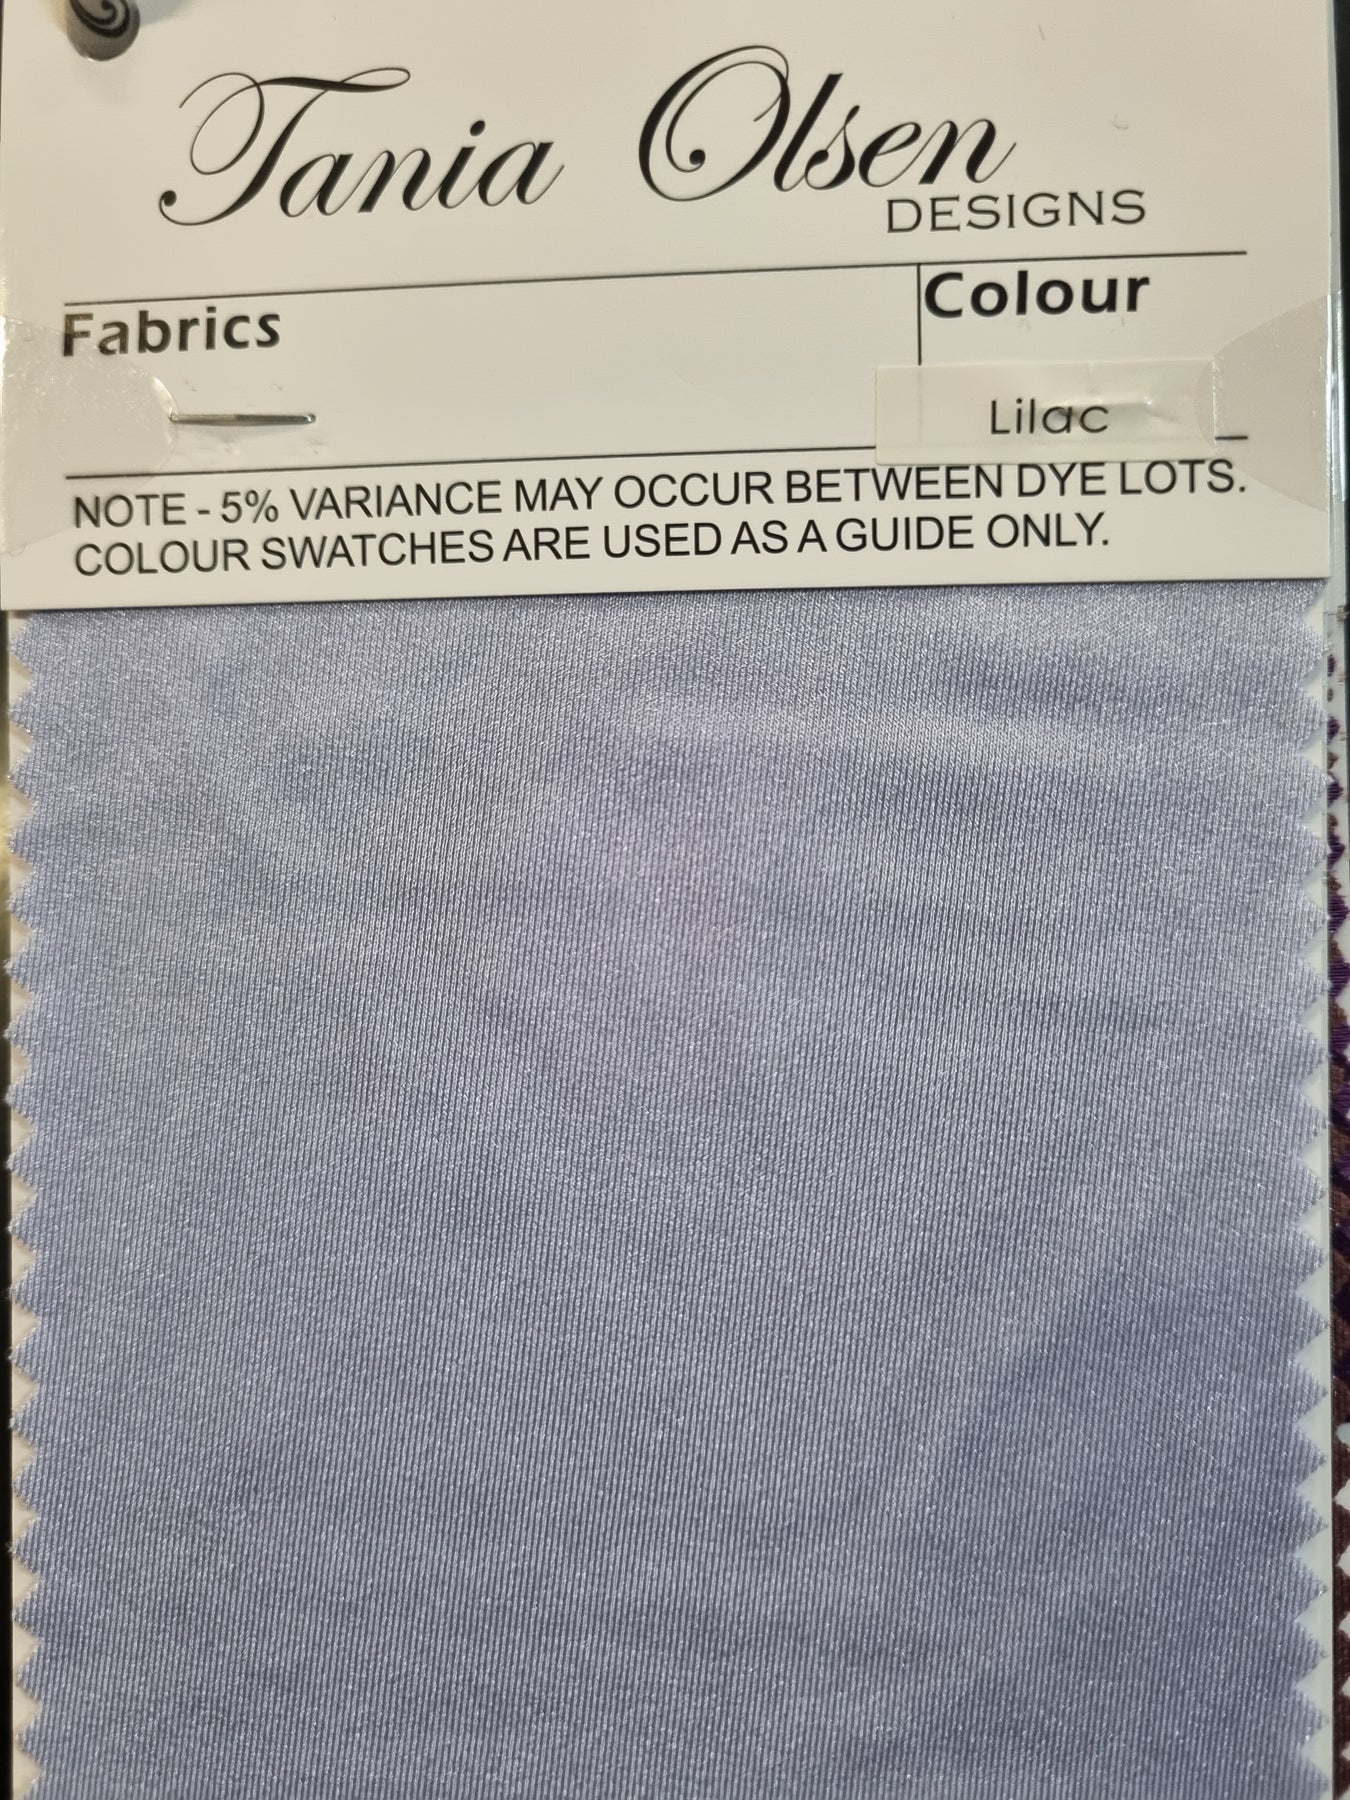 Tania Olsen
DESIGNS
Fabrics
Colour
Lilac
NOTE - 5% VARIANCE MAY OCCUR BETWEEN DYE LOTS.
COLOUR SWATCHES ARE USED AS A GUIDE ONLY.